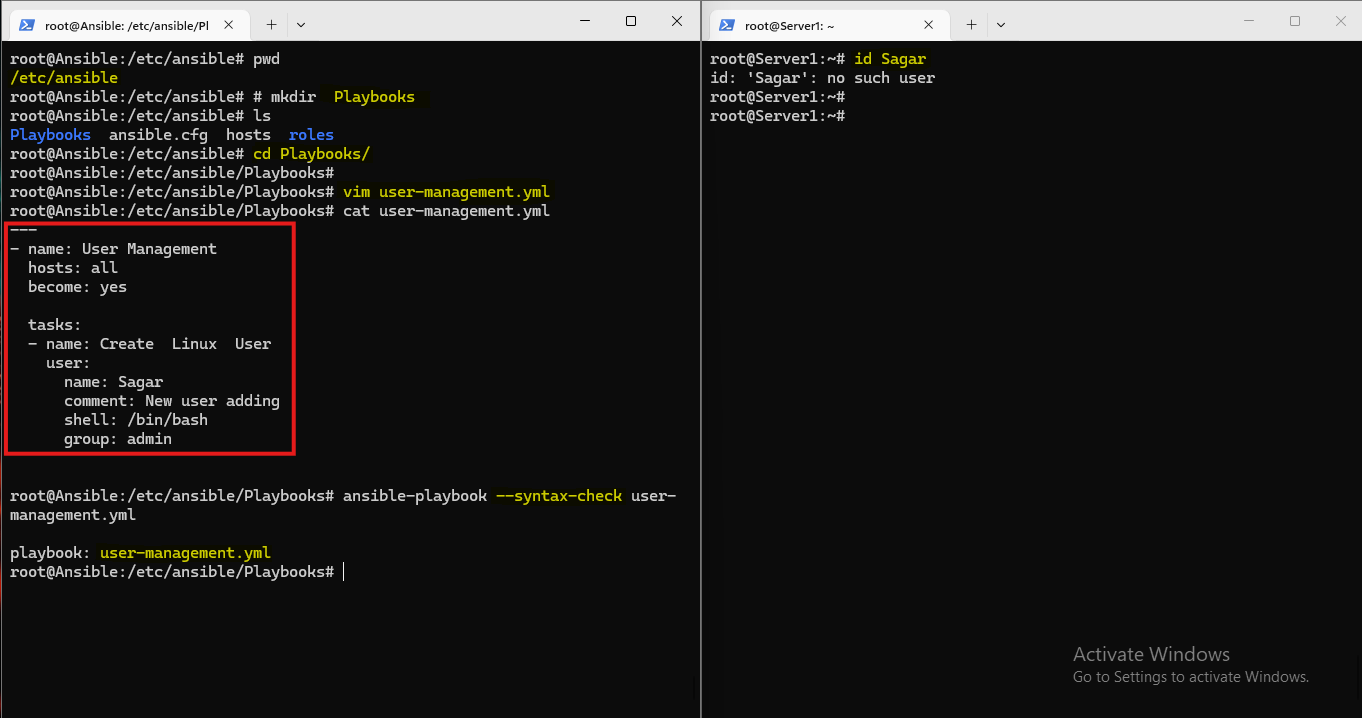 root@Ansible: /etc/ansible/Pl
root@Ansible:/etc/ansible# pwd
/etc/ansible
root@Ansible:/etc/ansible# # mkdir  Playbooks
root@Ansible:/etc/ansible# ls
Playbooks  ansible.cfg  hosts  roles
root@Ansible:/etc/ansible# cd Playbooks/
root@Ansible:/etc/ansible/Playbooks#
root@Ansible:/etc/ansible/Playbooks# vim user-management.yml
root@Ansible:/etc/ansible/Playbooks# cat user-management.yml
---
- name: User Management
  hosts: all
  become: yes

  tasks:
  - name: Create  Linux  User
    user:
      name: Sagar
      comment: New user adding
      shell: /bin/bash
      group: admin

root@Ansible:/etc/ansible/Playbooks# ansible-playbook --syntax-check user-
management.yml

playbook: user-management.yml
root@Ansible:/etc/ansible/Playbooks#
root@Server1: ~
root@Server1:~# id Sagar
id: 'Sagar': no such user
root@Server1:~#
root@Server1:~#
Activate Windows
Go to Settings to activate Windows.